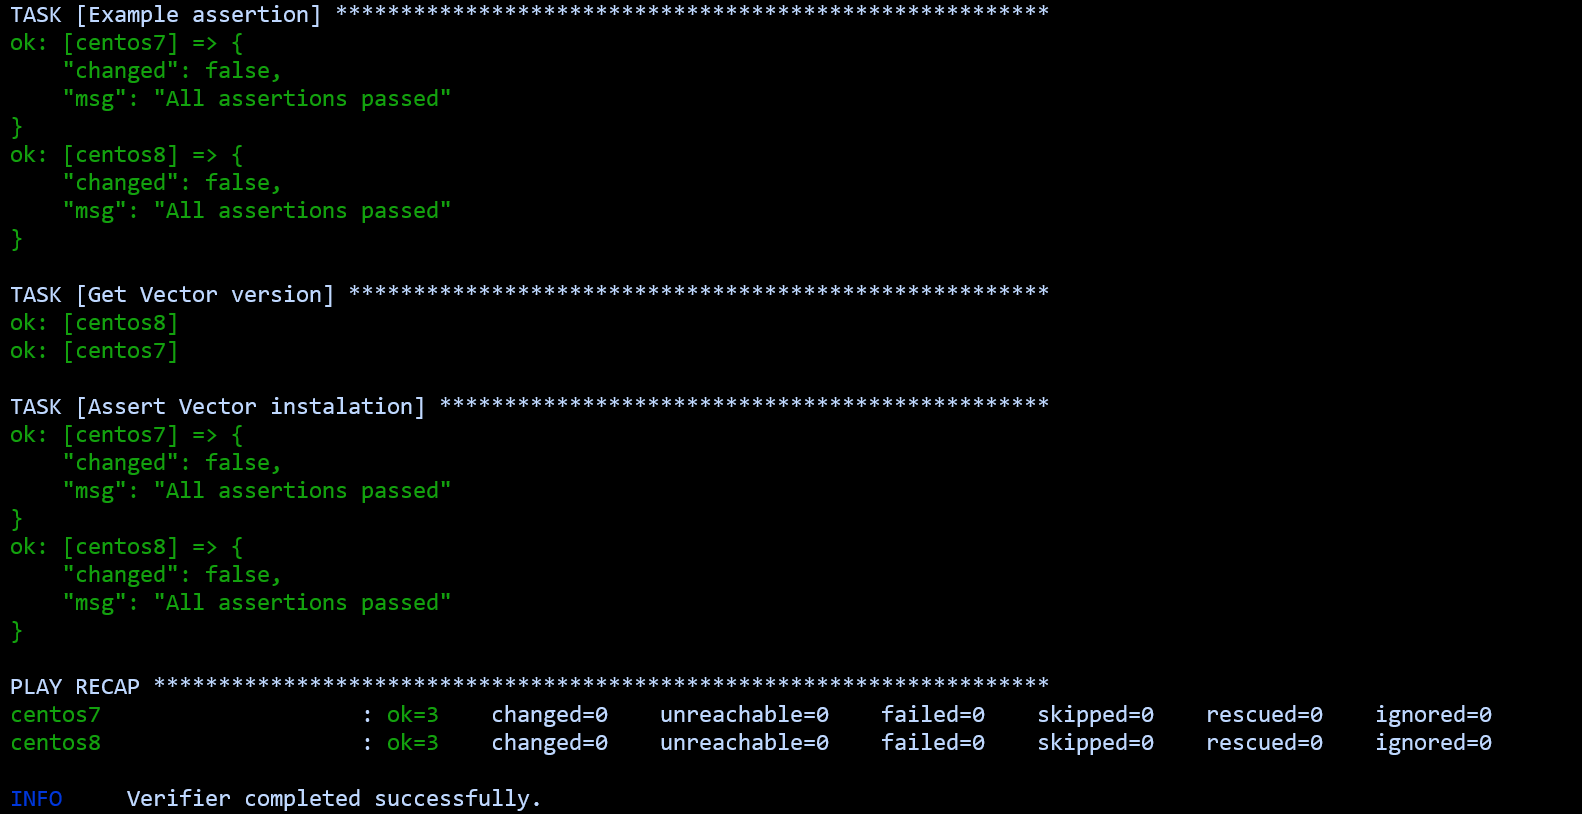 TASK [Example assertion] *******************************************************
ok: [centos7] => {
    "changed": false,
    "msg": "All assertions passed"
}
ok: [centos8] => {
    "changed": false,
    "msg": "All assertions passed"
}

TASK [Get Vector version] ******************************************************
ok: [centos8]
ok: [centos7]

TASK [Assert Vector instalation] ***********************************************
ok: [centos7] => {
    "changed": false,
    "msg": "All assertions passed"
}
ok: [centos8] => {
    "changed": false,
    "msg": "All assertions passed"
}

PLAY RECAP *********************************************************************
centos7                    : ok=3    changed=0    unreachable=0    failed=0    skipped=0    rescued=0    ignored=0
centos8                    : ok=3    changed=0    unreachable=0    failed=0    skipped=0    rescued=0    ignored=0

INFO     Verifier completed successfully.